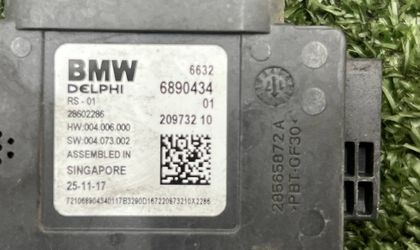 BMW 6632
DELPHI 6890434
RS - 01 01
28602286 209732 10
HW:004.006.000
SW:004.073.002
ASSEMBLED IN
SINGAPORE
25-11-17
28565872 A
>PBT-GF30<